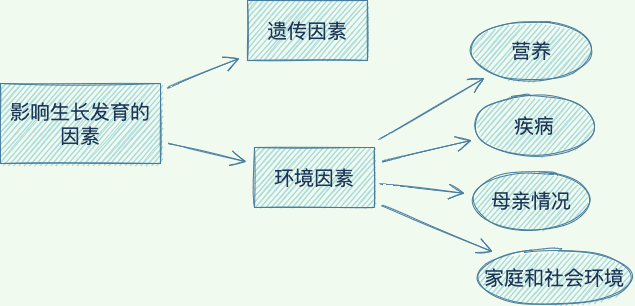 影响生长发育的
因素
遗传因素
环境因素
营养
疾病
母亲情况
家庭和社会环境